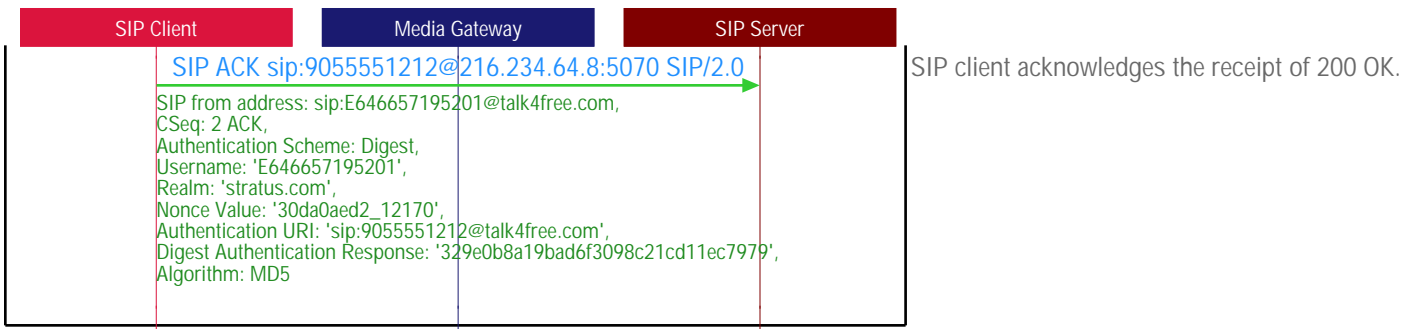 SIP Client Media Gateway SIP Server
SIP ACK sip:9055551212@216.234.64.8:5070 SIP/2.0
SIP client acknowledges the receipt of 200 OK.
SIP from address: sip:E646657195201@talk4free.com,
CSeq: 2 ACK,
Authentication Scheme: Digest,
Username: 'E646657195201',
Realm: 'stratus.com',
Nonce Value: '30da0aed2_12170',
Authentication URI: 'sip:9055551212@talk4free.com',
Digest Authentication Response: '329e0b8a19bad6f3098c21cd11ec7979',
Algorithm: MD5